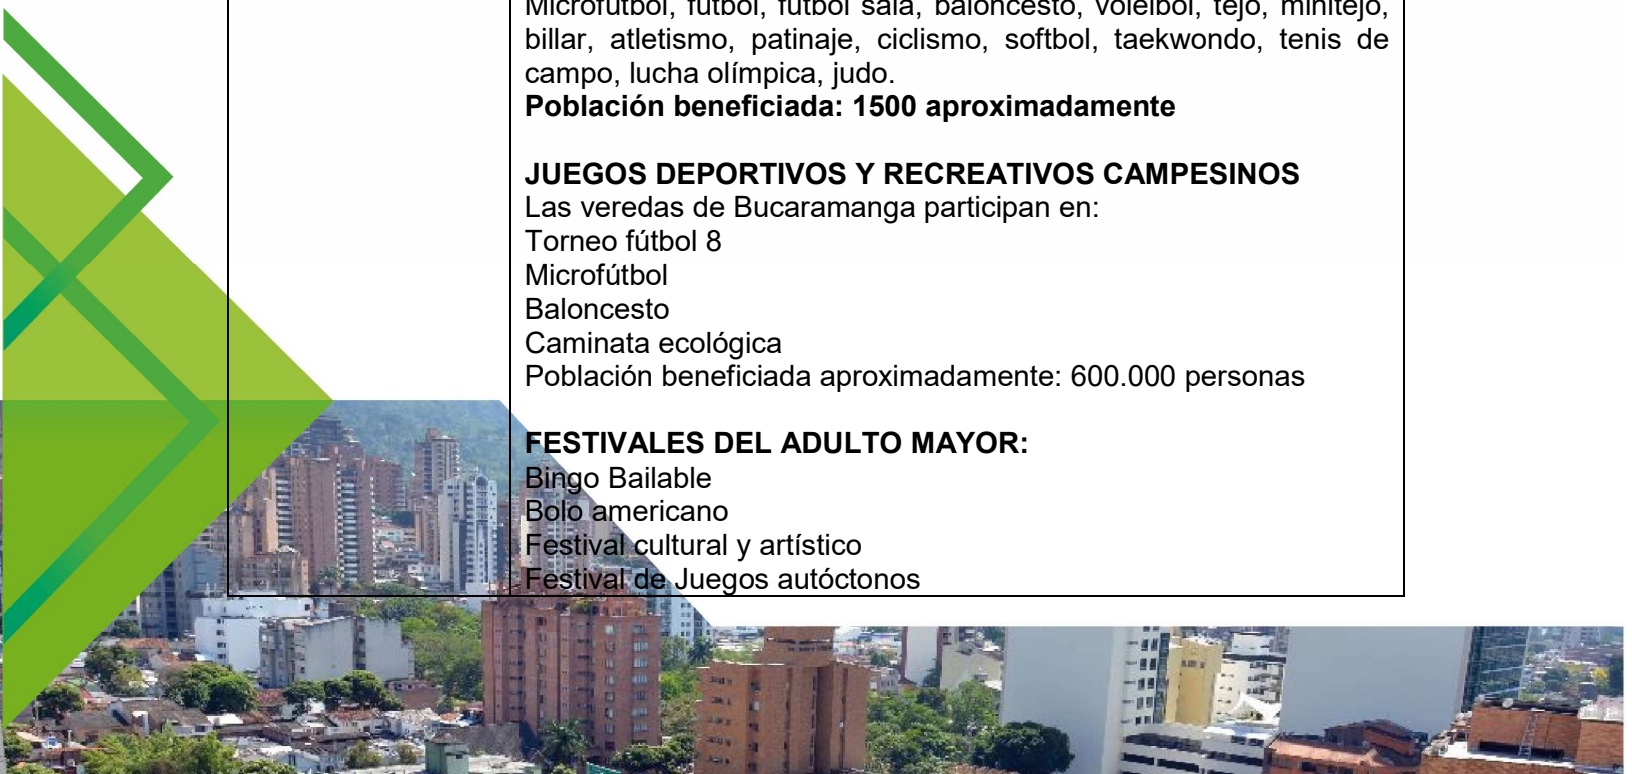 Microfútbol, fútbol, fútbol sala, baloncesto, voleibol, tejo, minitejo,
billar, atletismo, patinaje, ciclismo, softbol, taekwondo, tenis de
campo, lucha olímpica, judo.
Población beneficiada: 1500 aproximadamente
JUEGOS DEPORTIVOS Y RECREATIVOS CAMPESINOS
Las veredas de Bucaramanga participan en:
Torneo fútbol 8
Microfútbol
Baloncesto
Caminata ecológica
Población beneficiada aproximadamente: 600.000 personas
FESTIVALES DEL ADULTO MAYOR:
Bingo Bailable
Bolo americano
Festival cultural y artístico
Festival de Juegos autóctonos